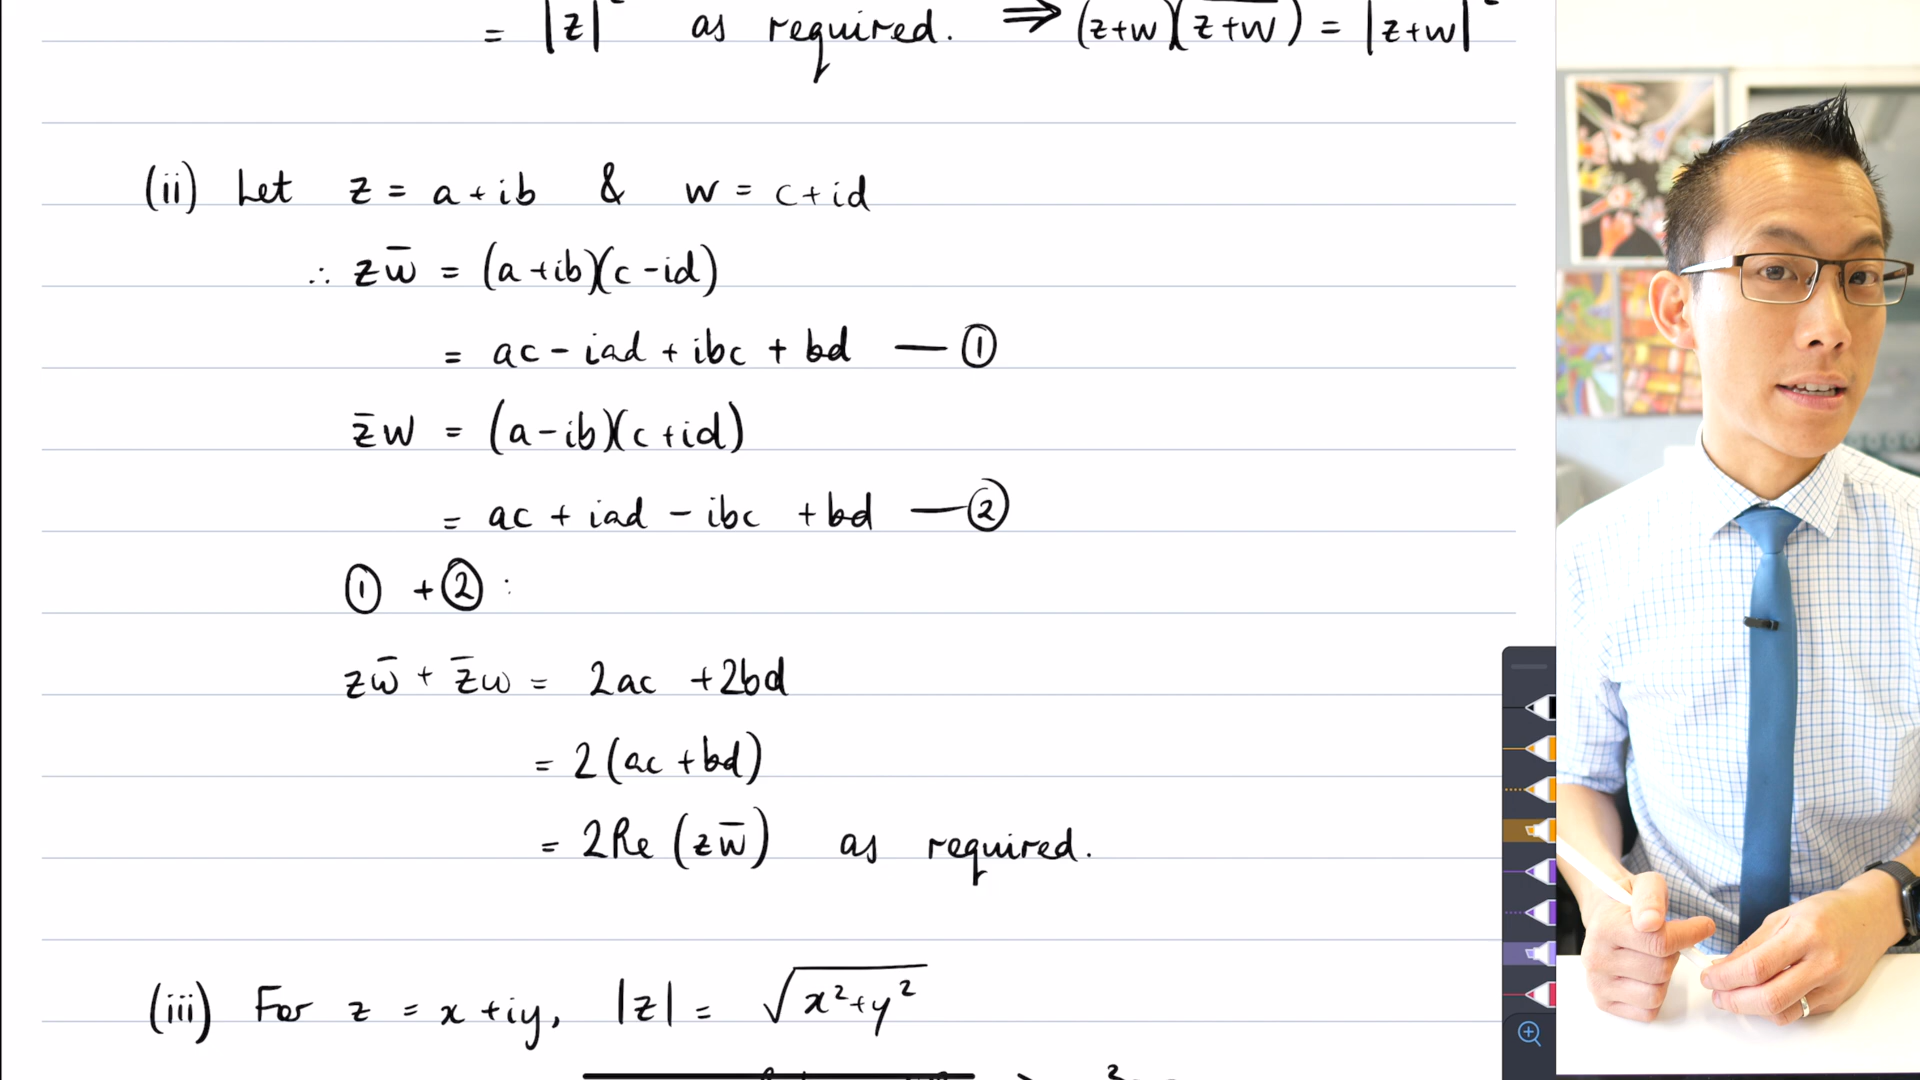 = |z|² as required. ⇒ (z+w)(z̅+̅w̅) = |z+w|²
(ii) Let z = a + ib & w = c + id
∴ zw̄ = (a + ib)(c - id)
= ac - iad + ibc + bd — ①
z̄w = (a - ib)(c + id)
= ac + iad - ibc + bd — ②
① + ② :
zw̄ + z̄w = 2ac + 2bd
= 2(ac + bd)
= 2Re (zw̄) as required.
(iii) For z = x + iy, |z| = √(x² + y²)